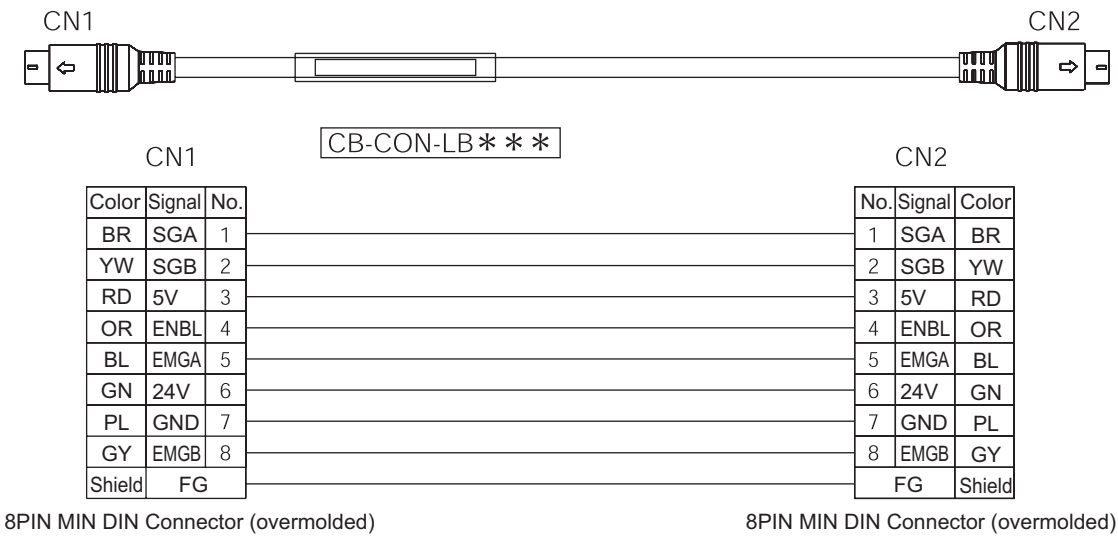 CN1 CN2
CB-CON-LB＊＊＊
CN1 CN2
Color Signal No. No. Signal Color
BR SGA 1 1 SGA BR
YW SGB 2 2 SGB YW
RD 5V 3 3 5V RD
OR ENBL 4 4 ENBL OR
BL EMGA 5 5 EMGA BL
GN 24V 6 6 24V GN
PL GND 7 7 GND PL
GY EMGB 8 8 EMGB GY
Shield FG FG Shield
8PIN MIN DIN Connector (overmolded) 8PIN MIN DIN Connector (overmolded)